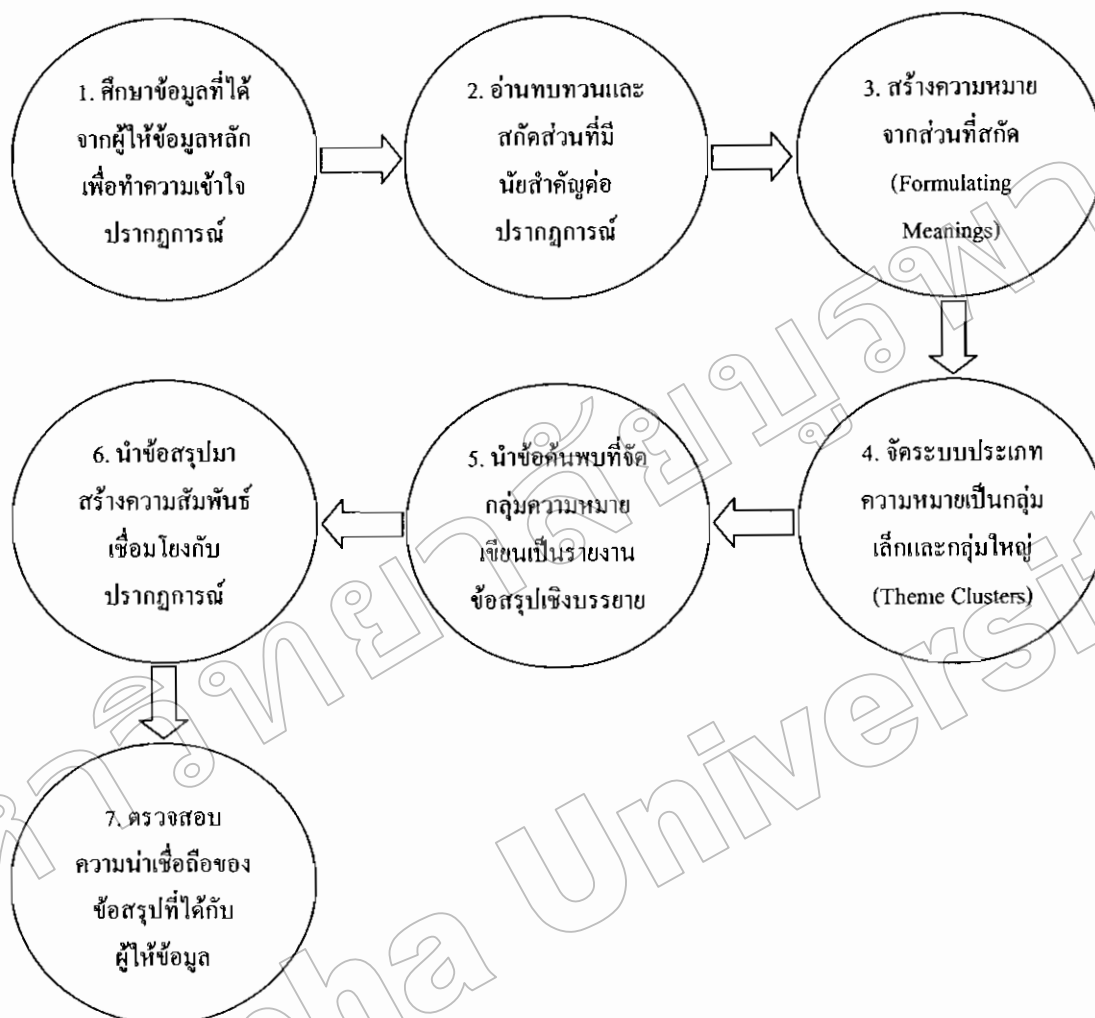 1. ศึกษาข้อมูลที่ได้
จากผู้ให้ข้อมูลหลัก
เพื่อทำความเข้าใจ
ปรากฏการณ์
2. อ่านทบทวนและ
สกัดส่วนที่มี
นัยสำคัญต่อ
ปรากฏการณ์
3. สร้างความหมาย
จากส่วนที่สกัด
(Formulating
Meanings)
4. จัดระบบประเภท
ความหมายเป็นกลุ่ม
เล็กและกลุ่มใหญ่
(Theme Clusters)
5. นำข้อค้นพบที่จัด
กลุ่มความหมาย
เขียนเป็นรายงาน
ข้อสรุปเชิงบรรยาย
6. นำข้อสรุปมา
สร้างความสัมพันธ์
เชื่อมโยงกับ
ปรากฏการณ์
7. ตรวจสอบ
ความน่าเชื่อถือของ
ข้อสรุปที่ได้กับ
ผู้ให้ข้อมูล